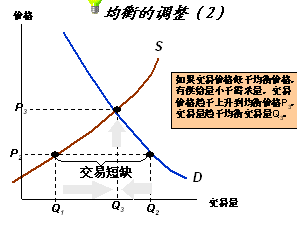 均衡的调整（2）
价格
S
如果交易价格低于均衡价格，
有供给量小于需求量。交易
价格趋于上升到均衡价格P3。
交易量趋于均衡交易量Q3。
P3
P2
交易短缺
D
Q1
Q3
Q2
交易量